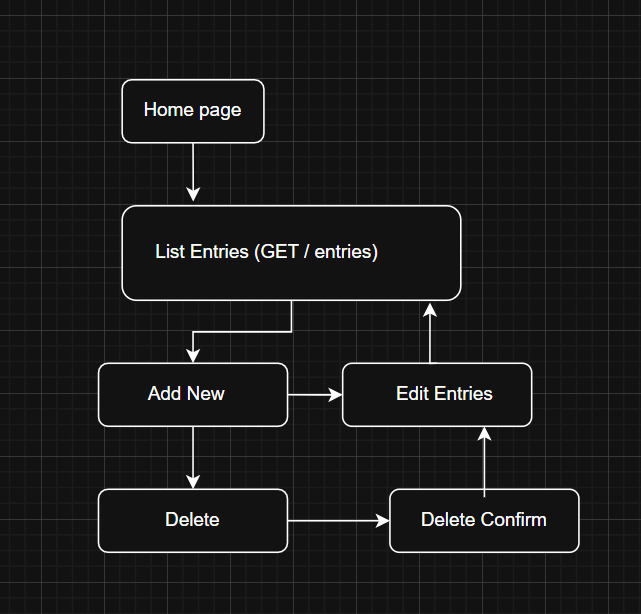 Home page
List Entries (GET / entries)
Add New
Edit Entries
Delete
Delete Confirm